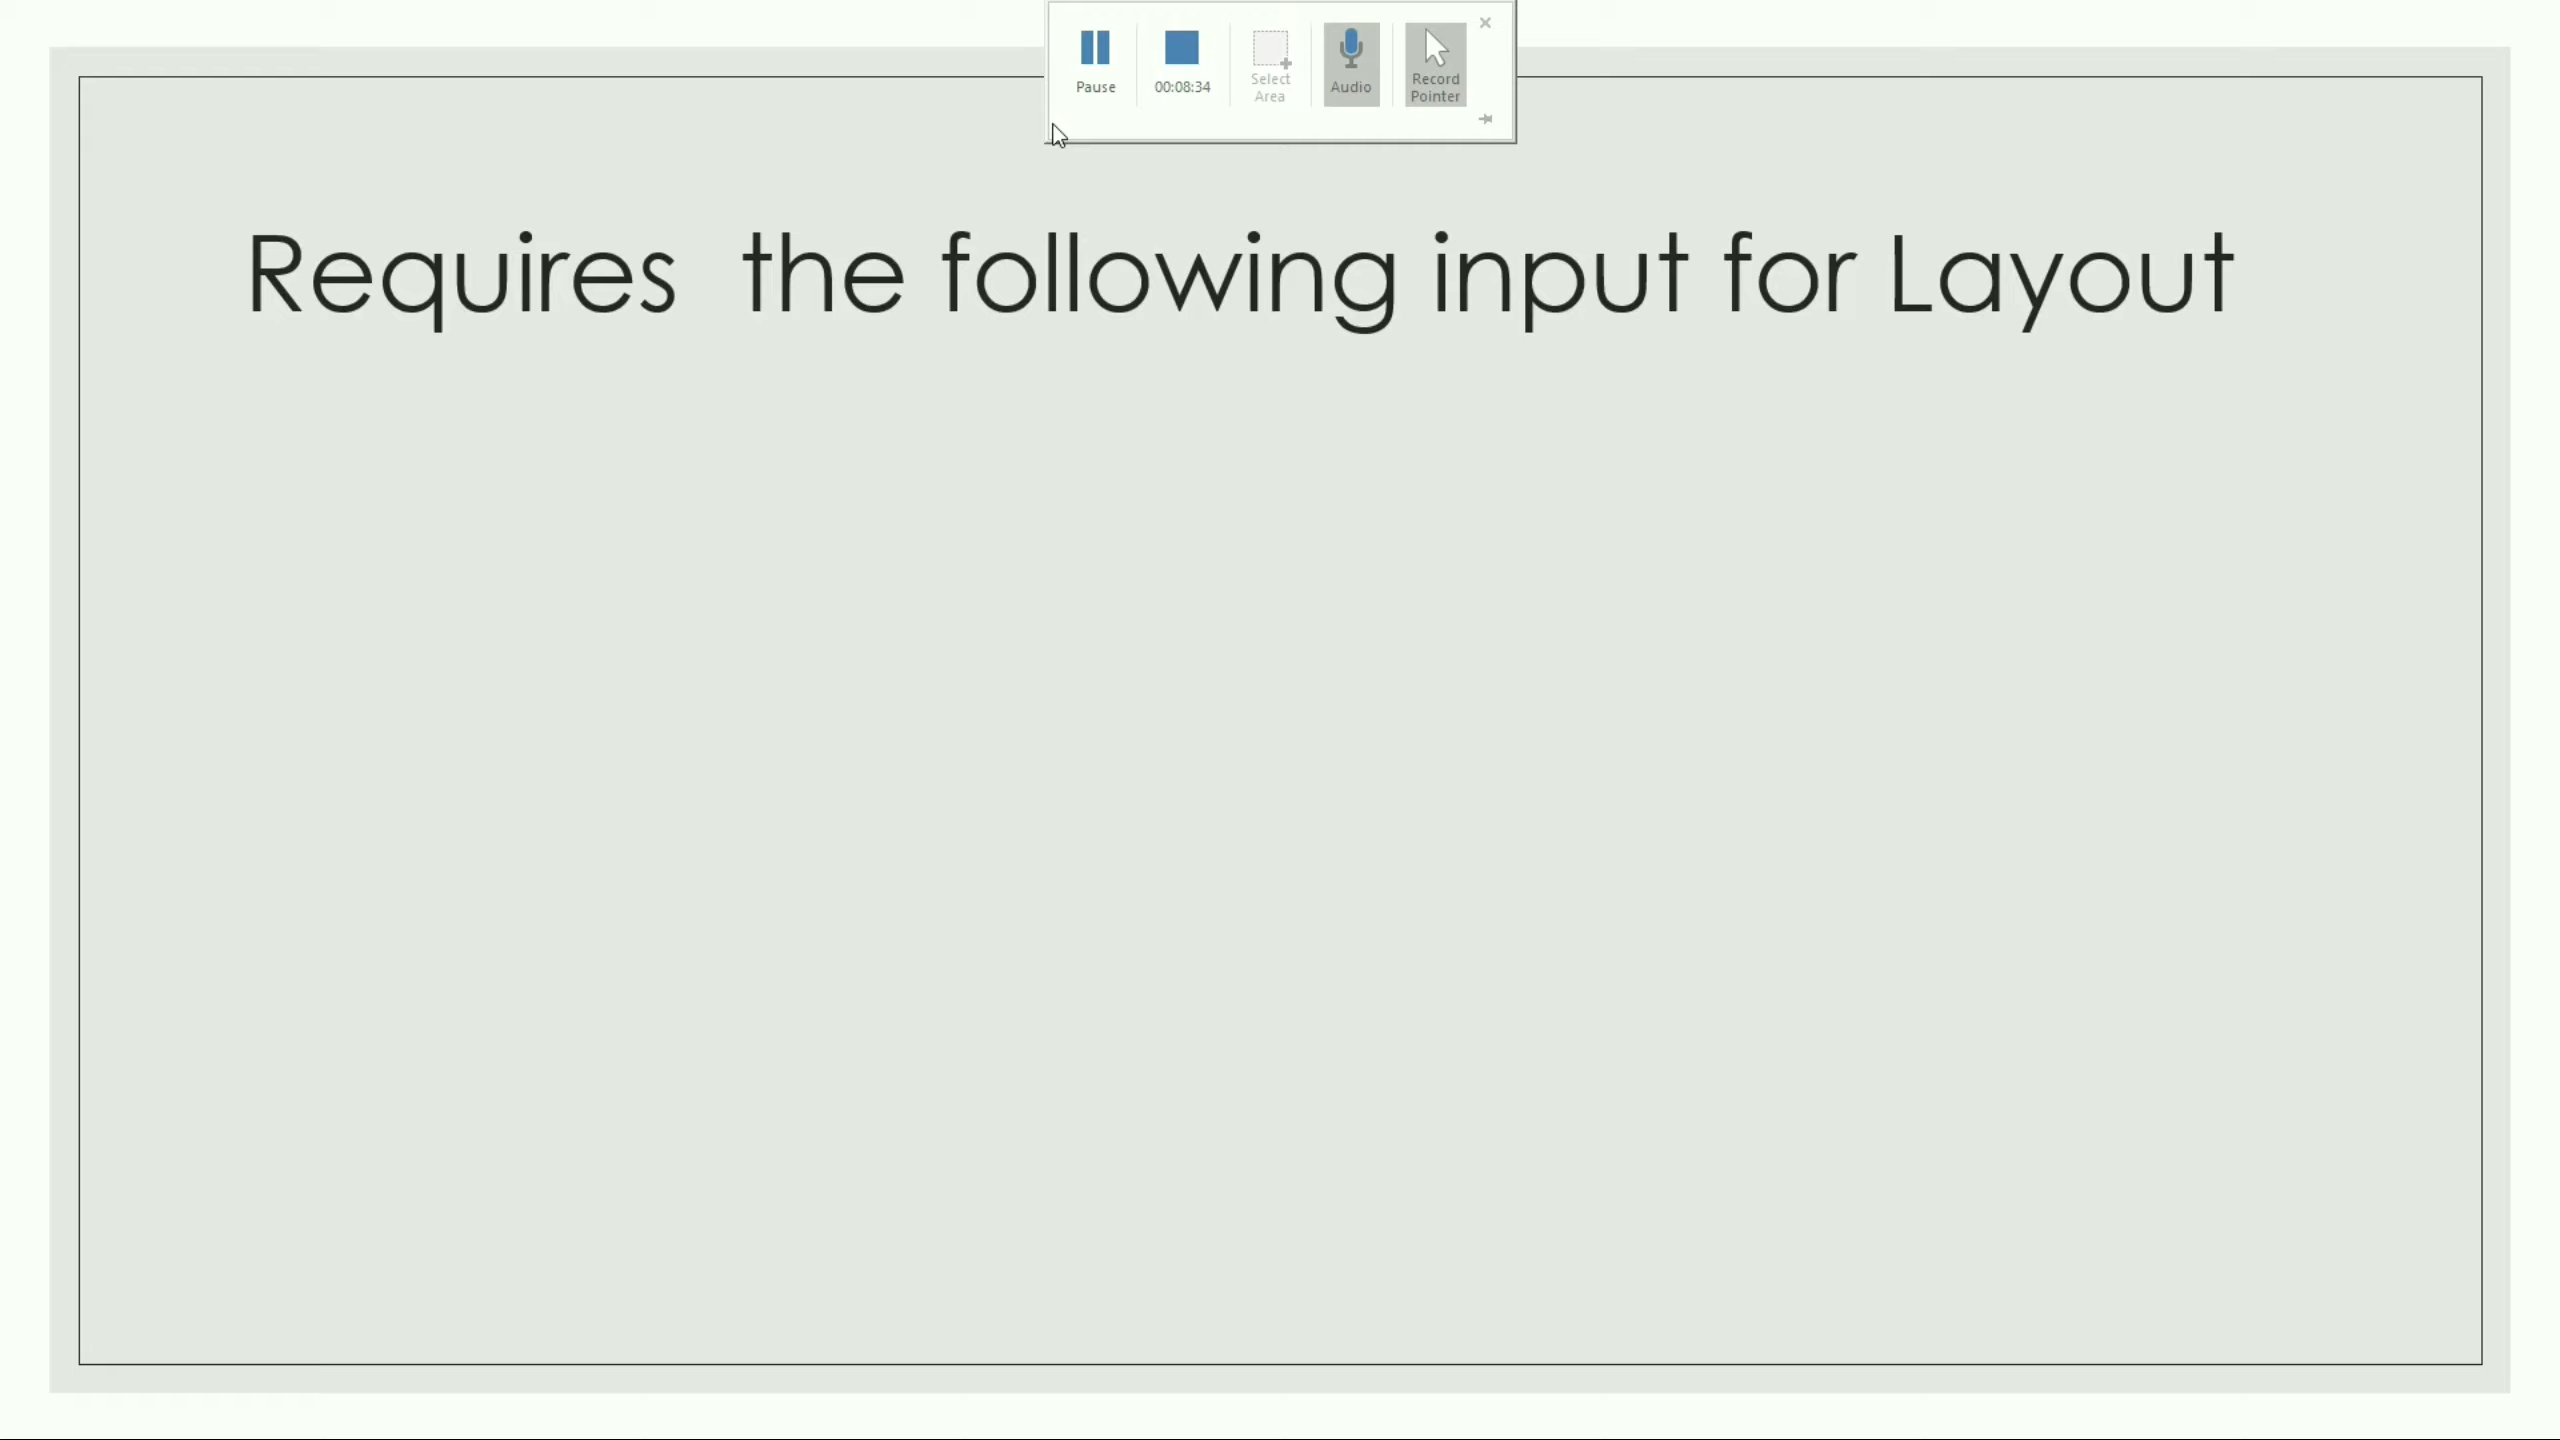 Pause
00:08:34
Select
Area
Audio
Record
Pointer
Requires  the following input for Layout